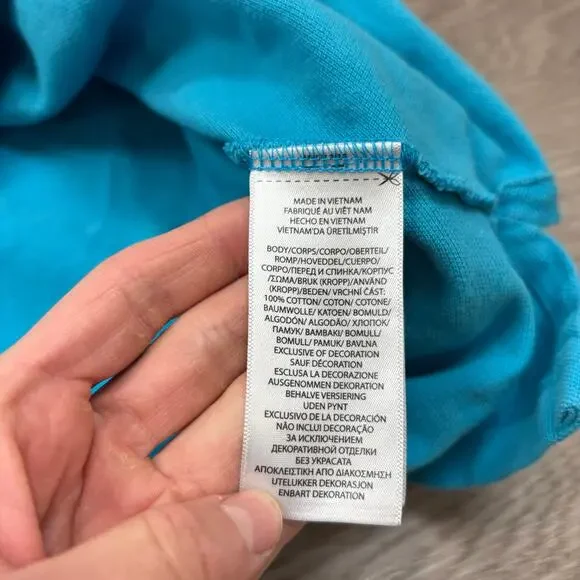 MADE IN VIETNAM
FABRIQUÉ AU VIÊT NAM
HECHO EN VIETNAM
VIETNAM'DA ÜRETİLMİŞTİR
BODY/CORPS/CORPO/OBERTEIL/
ROMP/HOVEDDEL/CUERPO/
CORPO/ПЕРЕД И СПИНКА/КОРПУС
/ΣΩΜΑ/BRUK (KROPP)/ANVÄND
(KROPP)/BEDEN/ VRCHNÍ ČÁST:
100% COTTON/ COTON/ COTONE/
BAUMWOLLE/ KATOEN/ BOMULD/
ALGODÓN/ ALGODÃO/ ХЛОПОК/
ПАМУК/ ΒΑΜΒΑΚΙ/ BOMULL/
BOMULL/ PAMUK/ BAVLNA
EXCLUSIVE OF DECORATION
SAUF DÉCORATION
ESCLUSA LA DECORAZIONE
AUSGENOMMEN DEKORATION
BEHALVE VERSIERING
UDEN PYNT
EXCLUSIVO DE LA DECORACIÓN
NÃO INCLUI DECORAÇÃO
ЗА ИСКЛЮЧЕНИЕМ
ДЕКОРАТИВНОЙ ОТДЕЛКИ
БЕЗ УКРАСАТА
ΑΠΟΚΛΕΙΣΤΙΚΗ ΑΠΟ ΔΙΑΚΟΣΜΗΣΗ
UTELUKKER DEKORASJON
ENBART DEKORATION